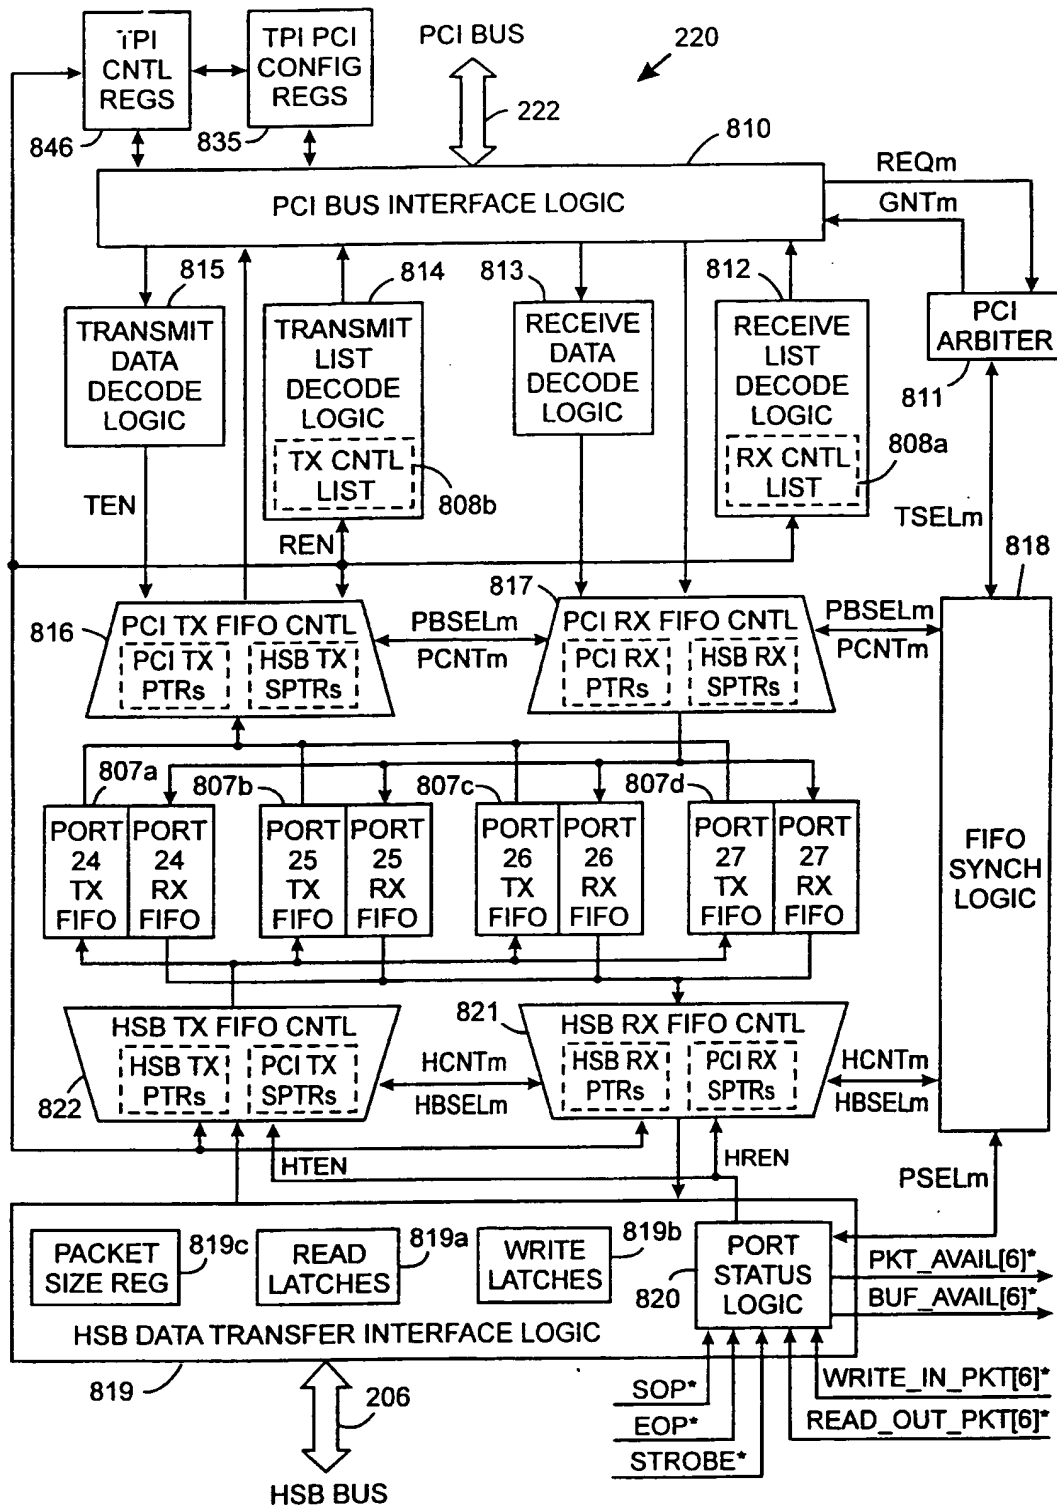 TPI
CNTL
REGS
TPI PCI
CONFIG
REGS
PCI BUS
220
846
835
222
810
REQm
GNTm
PCI BUS INTERFACE LOGIC
815
814
813
812
TRANSMIT
DATA
DECODE
LOGIC
TRANSMIT
LIST
DECODE
LOGIC
TX CNTL
LIST
RECEIVE
DATA
DECODE
LOGIC
RECEIVE
LIST
DECODE
LOGIC
RX CNTL
LIST
PCI
ARBITER
811
808a
808b
TEN
REN
TSELm
818
817
816
PCI TX FIFO CNTL
PCI TX
PTRs
HSB TX
SPTRs
PBSELm
PCNTm
PCI RX FIFO CNTL
PCI RX
PTRs
HSB RX
SPTRs
PBSELm
PCNTm
807a
807b
807c
807d
PORT
24
TX
FIFO
PORT
24
RX
FIFO
PORT
25
TX
FIFO
PORT
25
RX
FIFO
PORT
26
TX
FIFO
PORT
26
RX
FIFO
PORT
27
TX
FIFO
PORT
27
RX
FIFO
FIFO
SYNCH
LOGIC
HSB TX FIFO CNTL
HSB TX
PTRs
PCI TX
SPTRs
822
821
HCNTm
HBSELm
HSB RX FIFO CNTL
HSB RX
PTRs
PCI RX
SPTRs
HCNTm
HBSELm
HTEN
HREN
PSELm
PACKET
SIZE REG
819c
READ
LATCHES
819a
WRITE
LATCHES
819b
820
PORT
STATUS
LOGIC
PKT_AVAIL[6]*
BUF_AVAIL[6]*
HSB DATA TRANSFER INTERFACE LOGIC
819
206
SOP*
EOP*
STROBE*
WRITE_IN_PKT[6]*
READ_OUT_PKT[6]*
HSB BUS